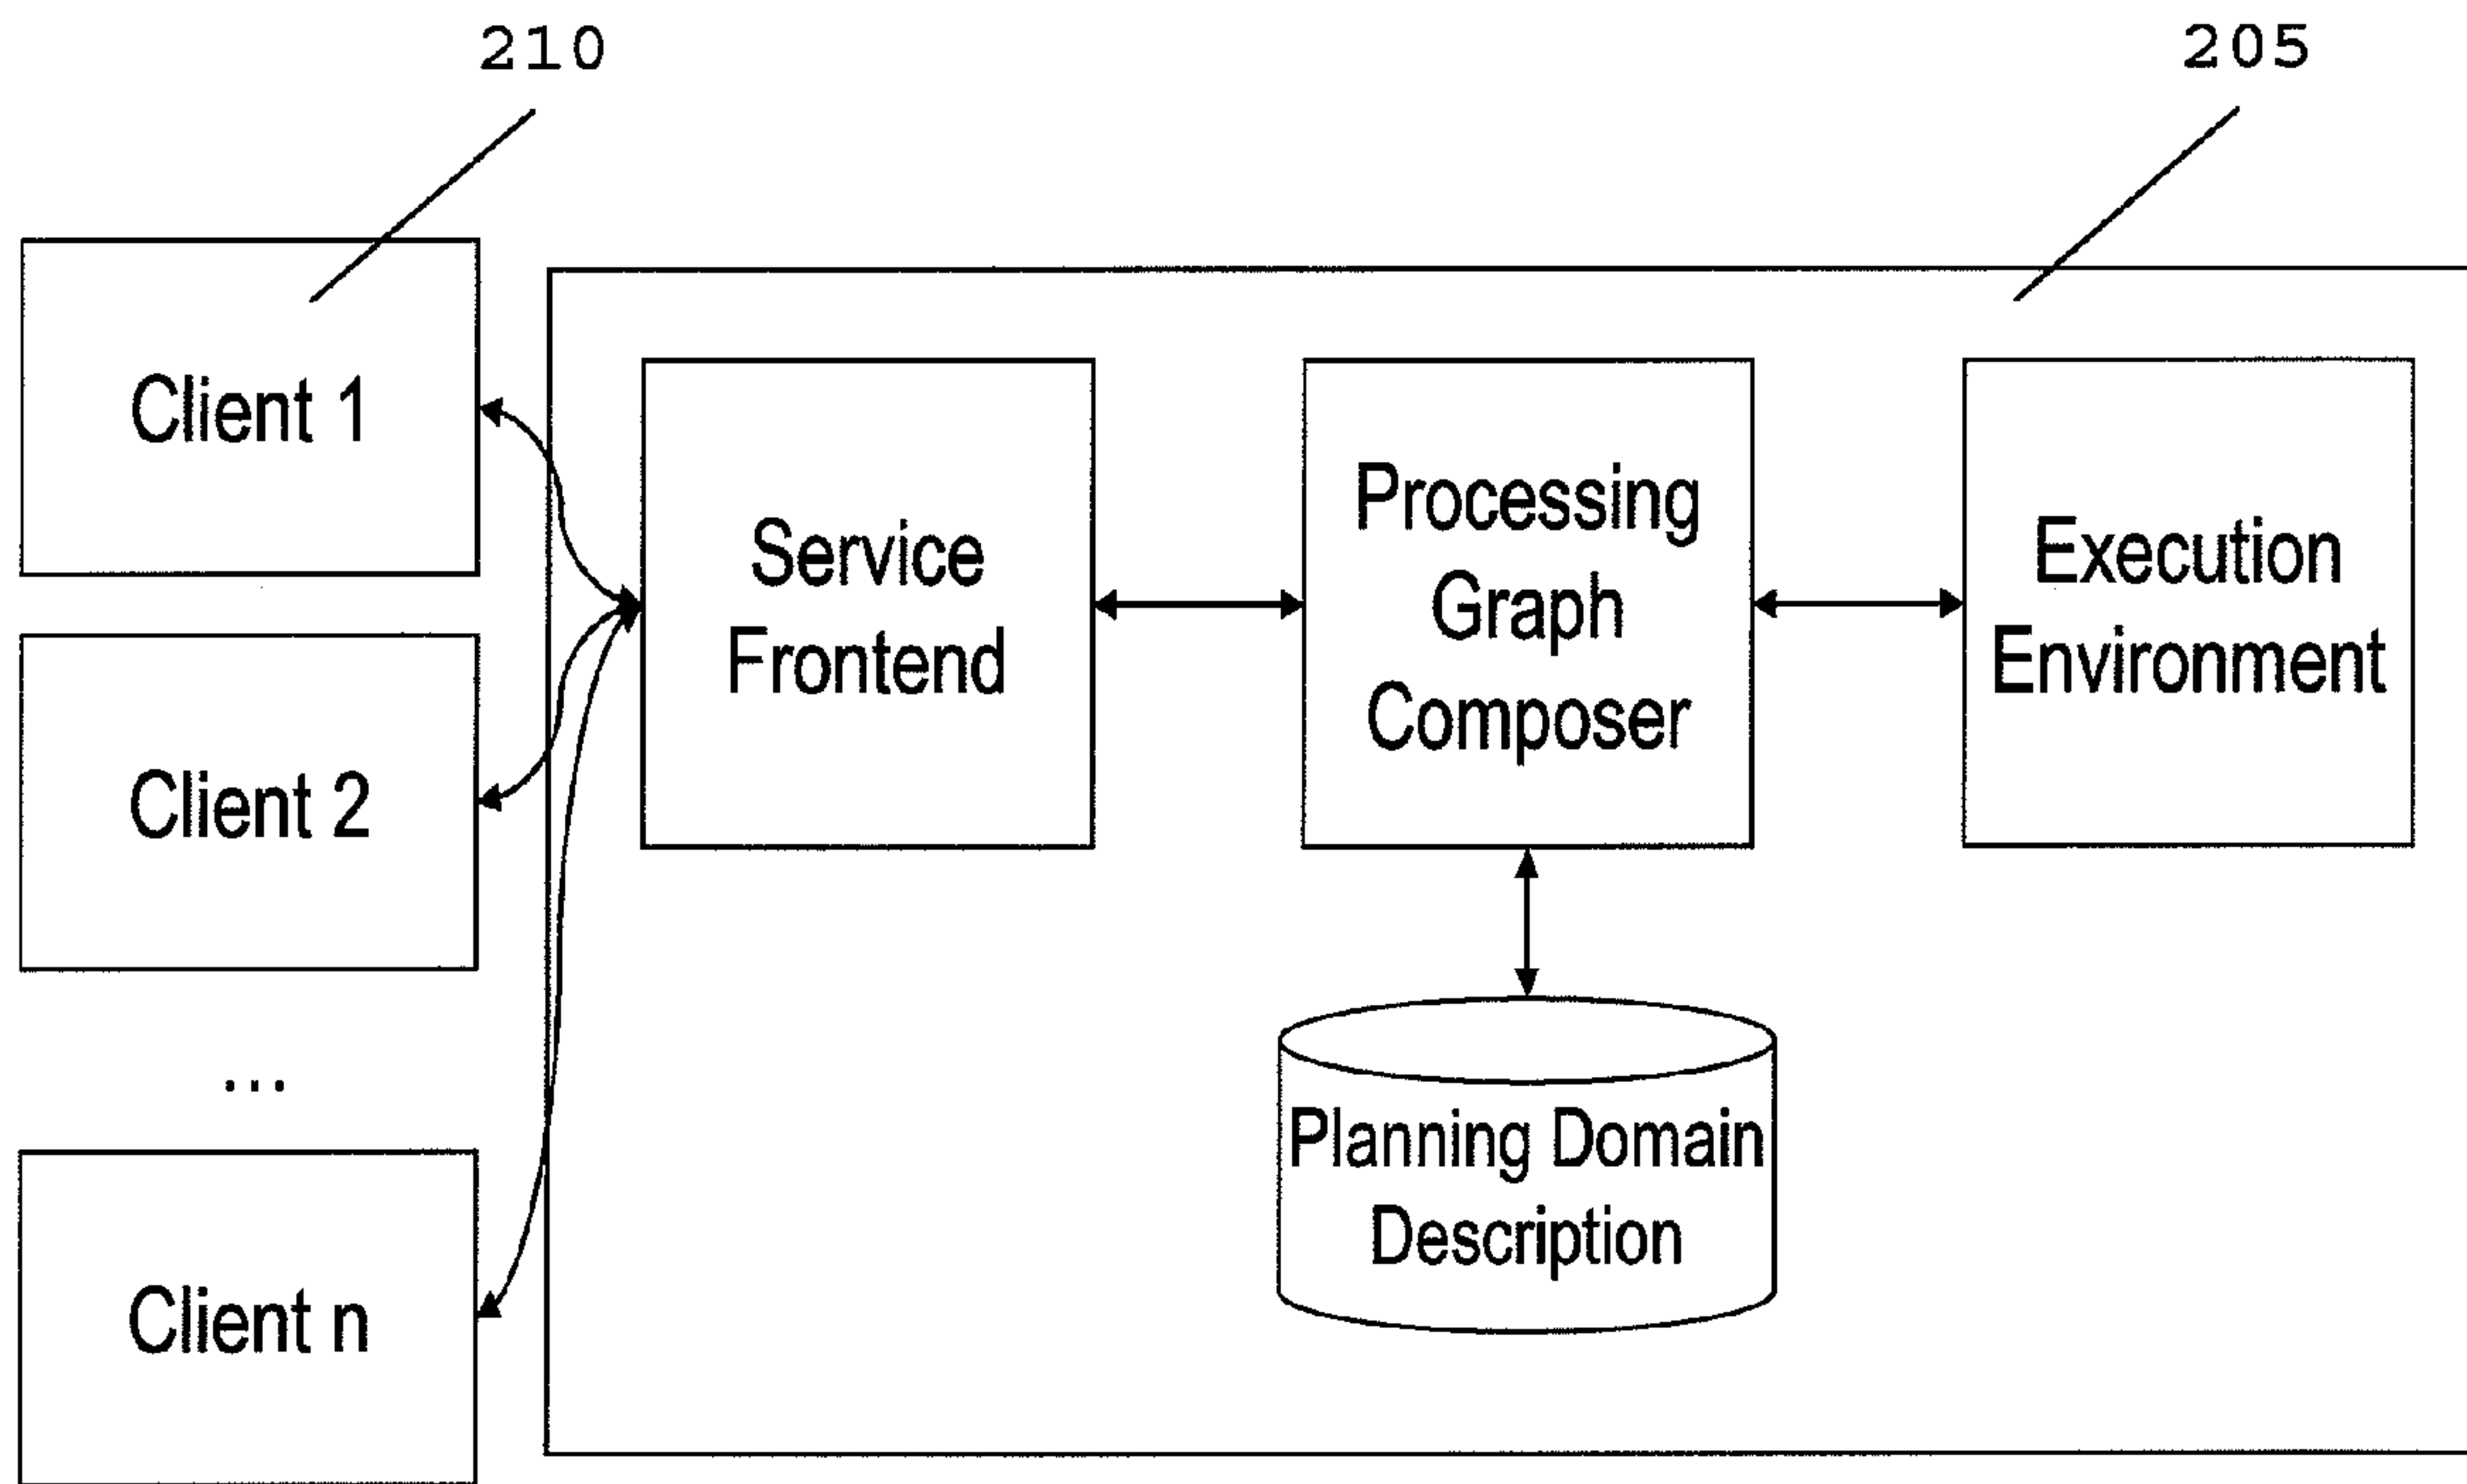 210
205
Client 1
Client 2
...
Client n
Service
Frontend
Processing
Graph
Composer
Execution
Environment
Planning Domain
Description